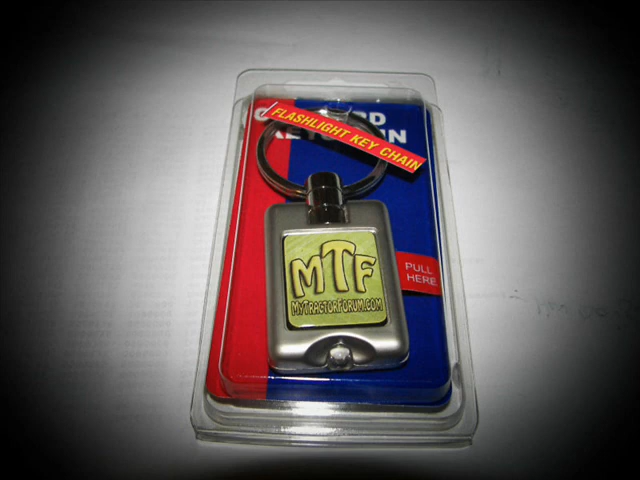 FLASHLIGHT KEY CHAIN
PULL
HERE
MTF
MYTRACTORFORUM.COM